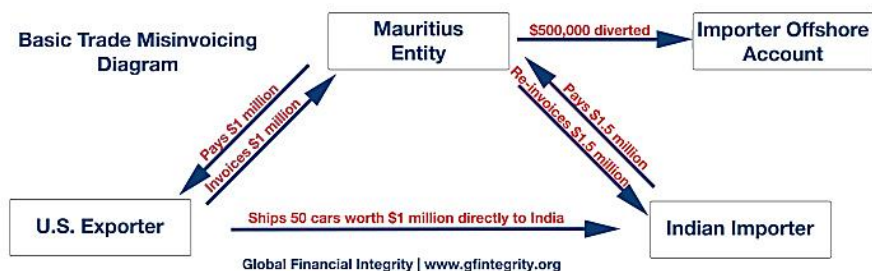 Basic Trade Misinvoicing
Diagram
Mauritius
Entity
$500,000 diverted
Importer Offshore
Account
Pays $1 million
Invoices $1 million
Re-invoices $1.5 million
Pays $1.5 million
U.S. Exporter
Ships 50 cars worth $1 million directly to India
Indian Importer
Global Financial Integrity | www.gfintegrity.org